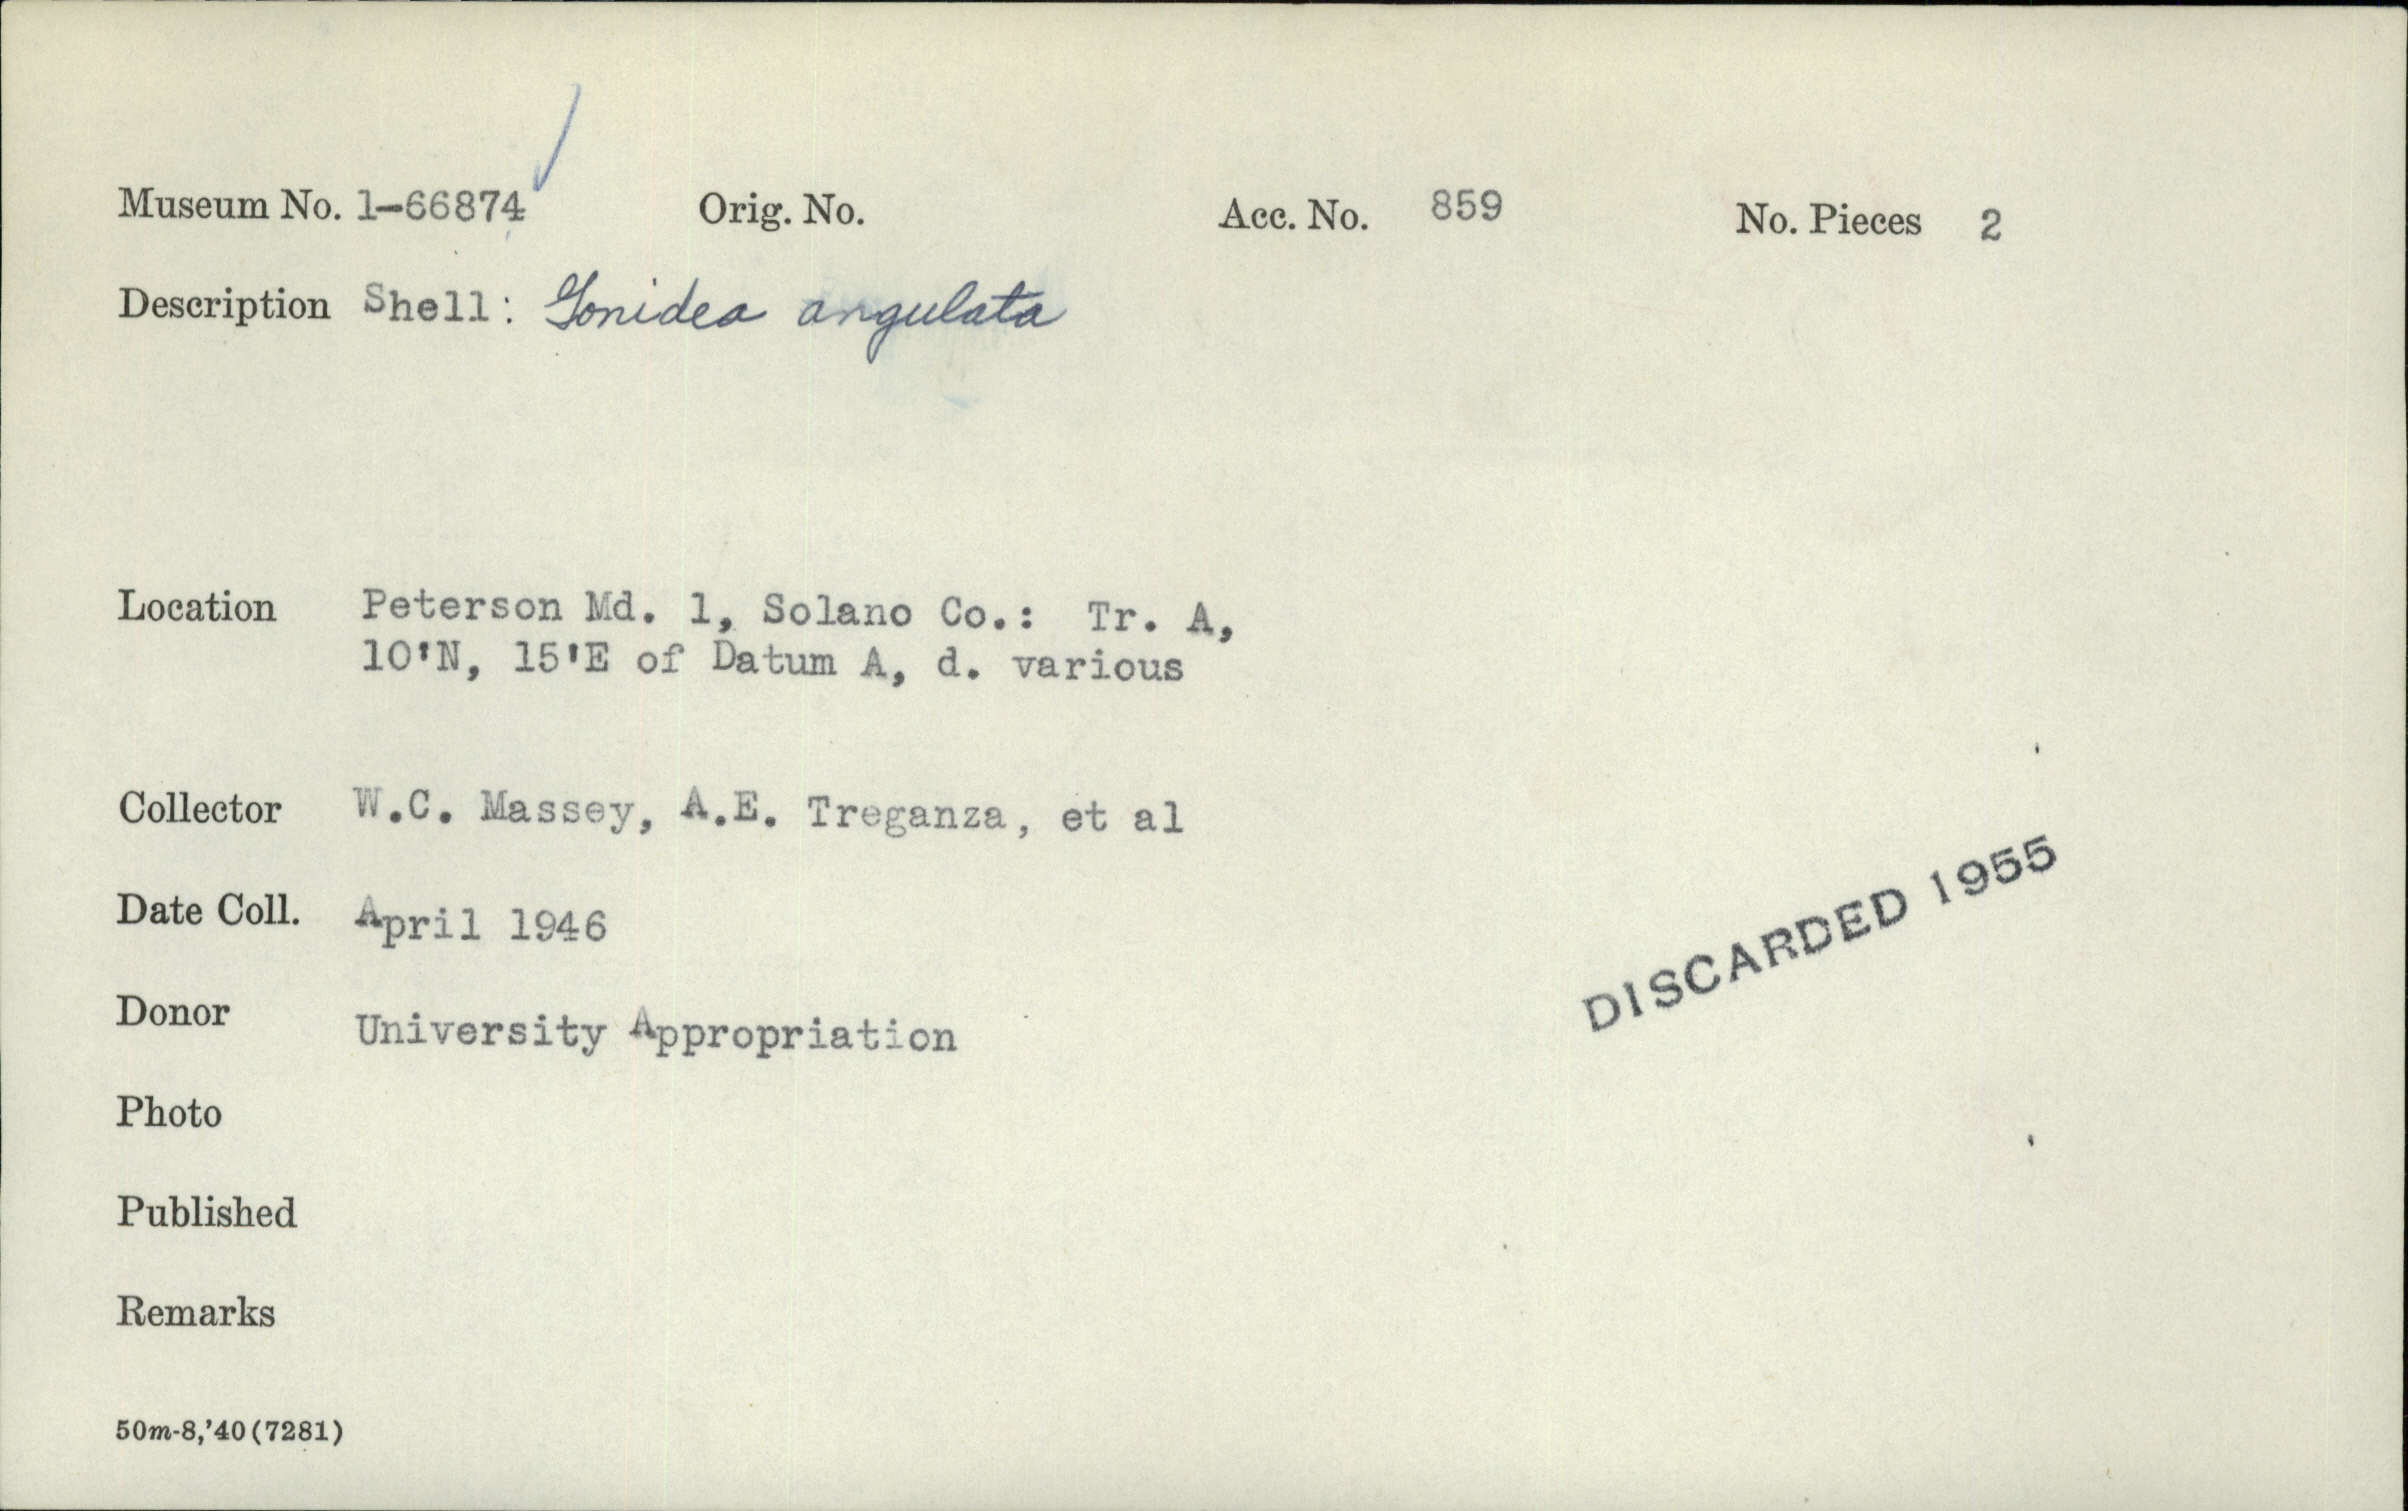 Museum No. 1-66874 Orig. No. Acc. No. 859 No. Pieces 2
Description Shell: Gonidea angulata
Location Peterson Md. 1, Solano Co.: Tr. A,
10'N, 15'E of Datum A, d. various
Collector W.C. Massey, A.E. Treganza, et al
Date Coll. April 1946
DISCARDED 1955
Donor University Appropriation
Photo
Published
Remarks
50m-8,'40(7281)